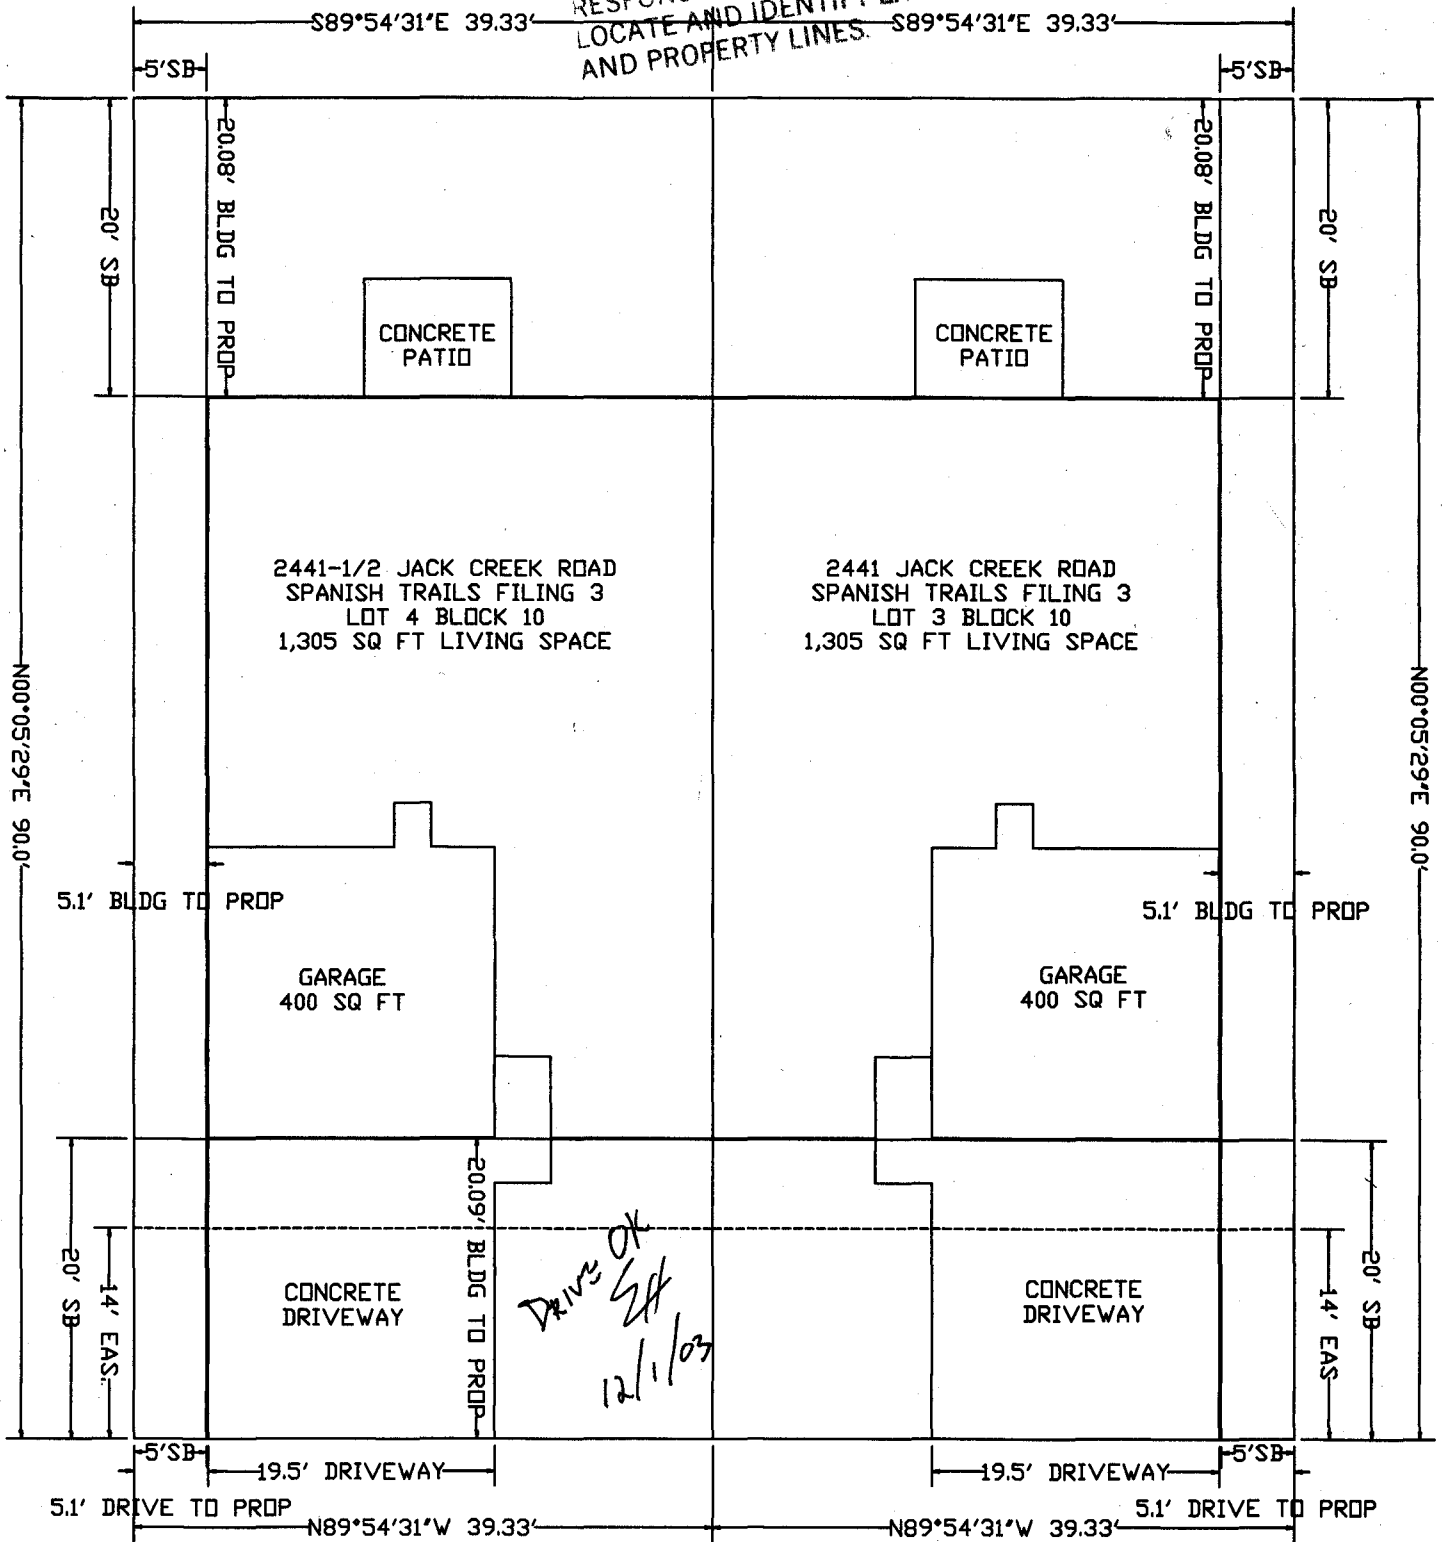 LOCATE AND IDENTIFY
AND PROPERTY LINES.
S89°54'31"E 39.33'
S89°54'31"E 39.33'
5'SB
5'SB
20.08' BLDG TO PROP
20.08' BLDG TO PROP
20' SB
20' SB
CONCRETE
PATIO
CONCRETE
PATIO
2441-1/2 JACK CREEK ROAD
SPANISH TRAILS FILING 3
LOT 4 BLOCK 10
1,305 SQ FT LIVING SPACE
2441 JACK CREEK ROAD
SPANISH TRAILS FILING 3
LOT 3 BLOCK 10
1,305 SQ FT LIVING SPACE
N00°05'29"E 90.0'
N00°05'29"E 90.0'
5.1' BLDG TO PROP
5.1' BLDG TO PROP
GARAGE
400 SQ FT
GARAGE
400 SQ FT
20.09' BLDG TO PROP
20' SB
14' EAS.
CONCRETE
DRIVEWAY
Drive OK
12/1/03
CONCRETE
DRIVEWAY
14' EAS
20' SB
5'SB
5'SB
19.5' DRIVEWAY
19.5' DRIVEWAY
5.1' DRIVE TO PROP
5.1' DRIVE TO PROP
N89°54'31"W 39.33'
N89°54'31"W 39.33'